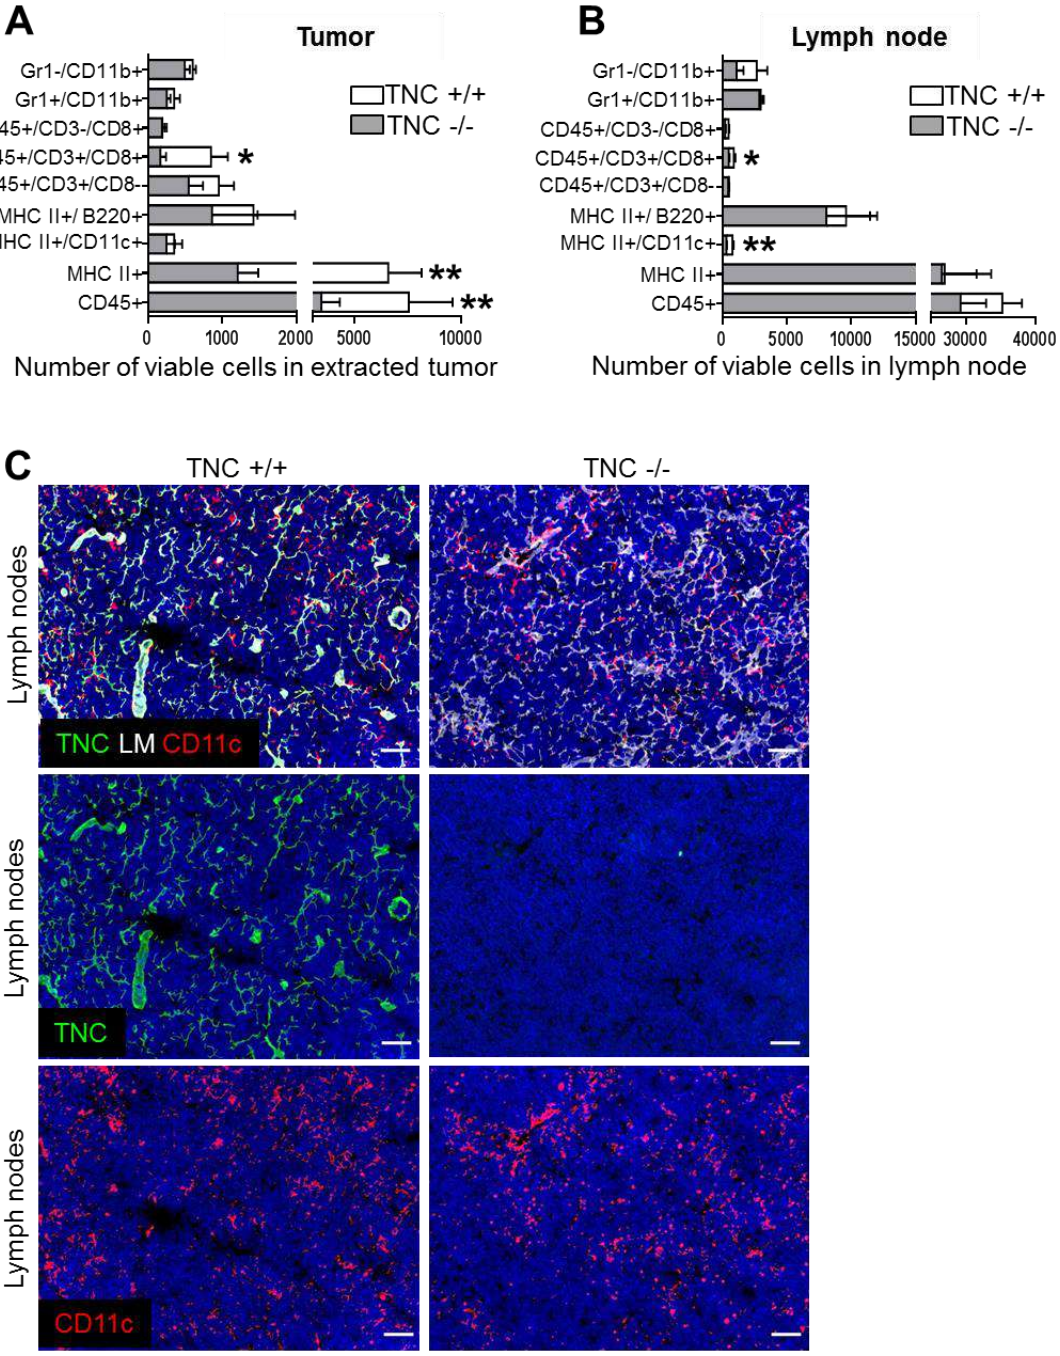 A
Tumor
Gr1-/CD11b+
Gr1+/CD11b+
45+/CD3-/CD8+
45+/CD3+/CD8+
45+/CD3+/CD8-
MHC II+/ B220+
MHC II+/CD11c+
MHC II+
CD45+
TNC +/+
TNC -/-
*
**
**
0 1000 2000 5000 10000
Number of viable cells in extracted tumor
B
Lymph node
Gr1-/CD11b+
Gr1+/CD11b+
CD45+/CD3-/CD8+
CD45+/CD3+/CD8+
CD45+/CD3+/CD8-
MHC II+/ B220+
MHC II+/CD11c+
MHC II+
CD45+
TNC +/+
TNC -/-
*
**
0 5000 10000 15000 30000 40000
Number of viable cells in lymph node
C
TNC +/+ TNC -/-
Lymph nodes
TNC LM CD11c
Lymph nodes
TNC
Lymph nodes
CD11c